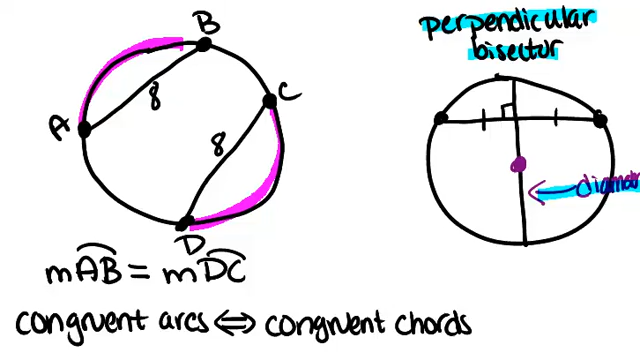 B
A
8
C
8
D
mAB = mDC
congruent arcs ⇔ congruent chords
perpendicular
bisector